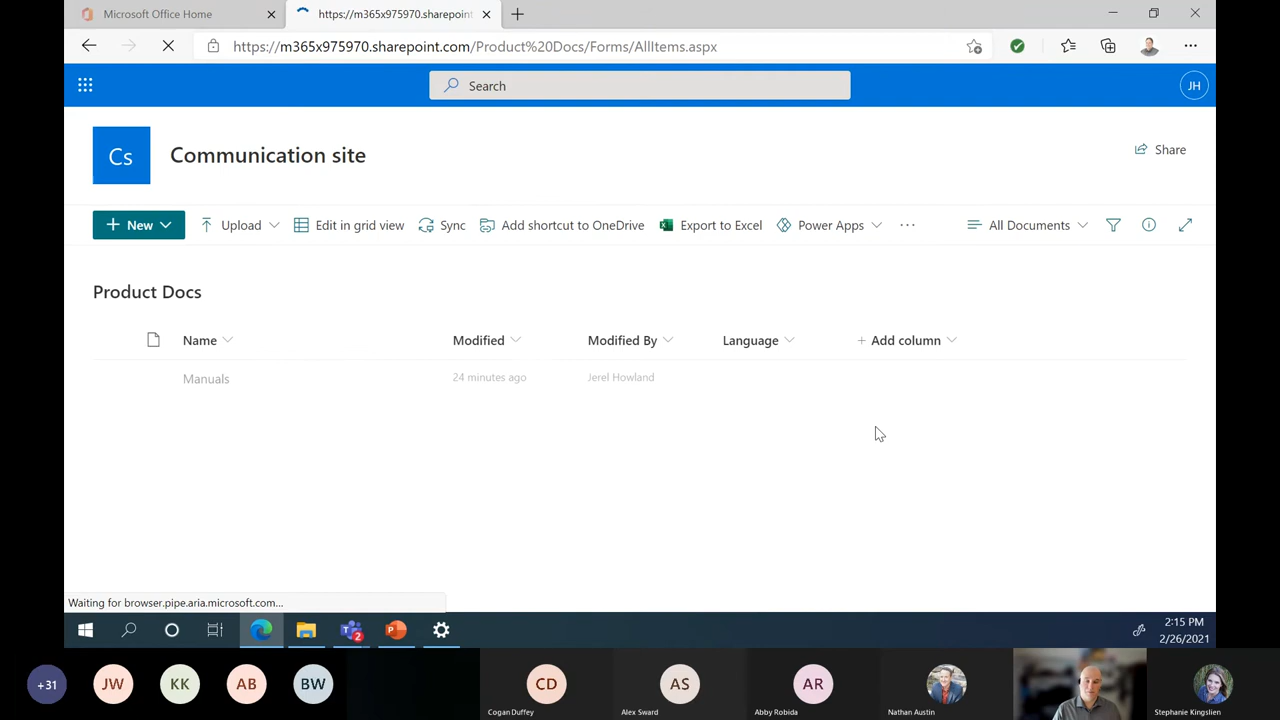 Microsoft Office Home
https://m365x975970.sharepoint
https://m365x975970.sharepoint.com/Product%20Docs/Forms/AllItems.aspx
Search
JH
Cs
Communication site
Share
New
Upload
Edit in grid view
Sync
Add shortcut to OneDrive
Export to Excel
Power Apps
All Documents
Product Docs
Name
Modified
Modified By
Language
+ Add column
Manuals
24 minutes ago
Jerel Howland
Waiting for browser.pipe.aria.microsoft.com...
2
2:15 PM
2/26/2021
+31
JW
KK
AB
BW
CD
AS
AR
Cogan Duffey
Alex Sward
Abby Robida
Nathan Austin
Stephanie Kingslien